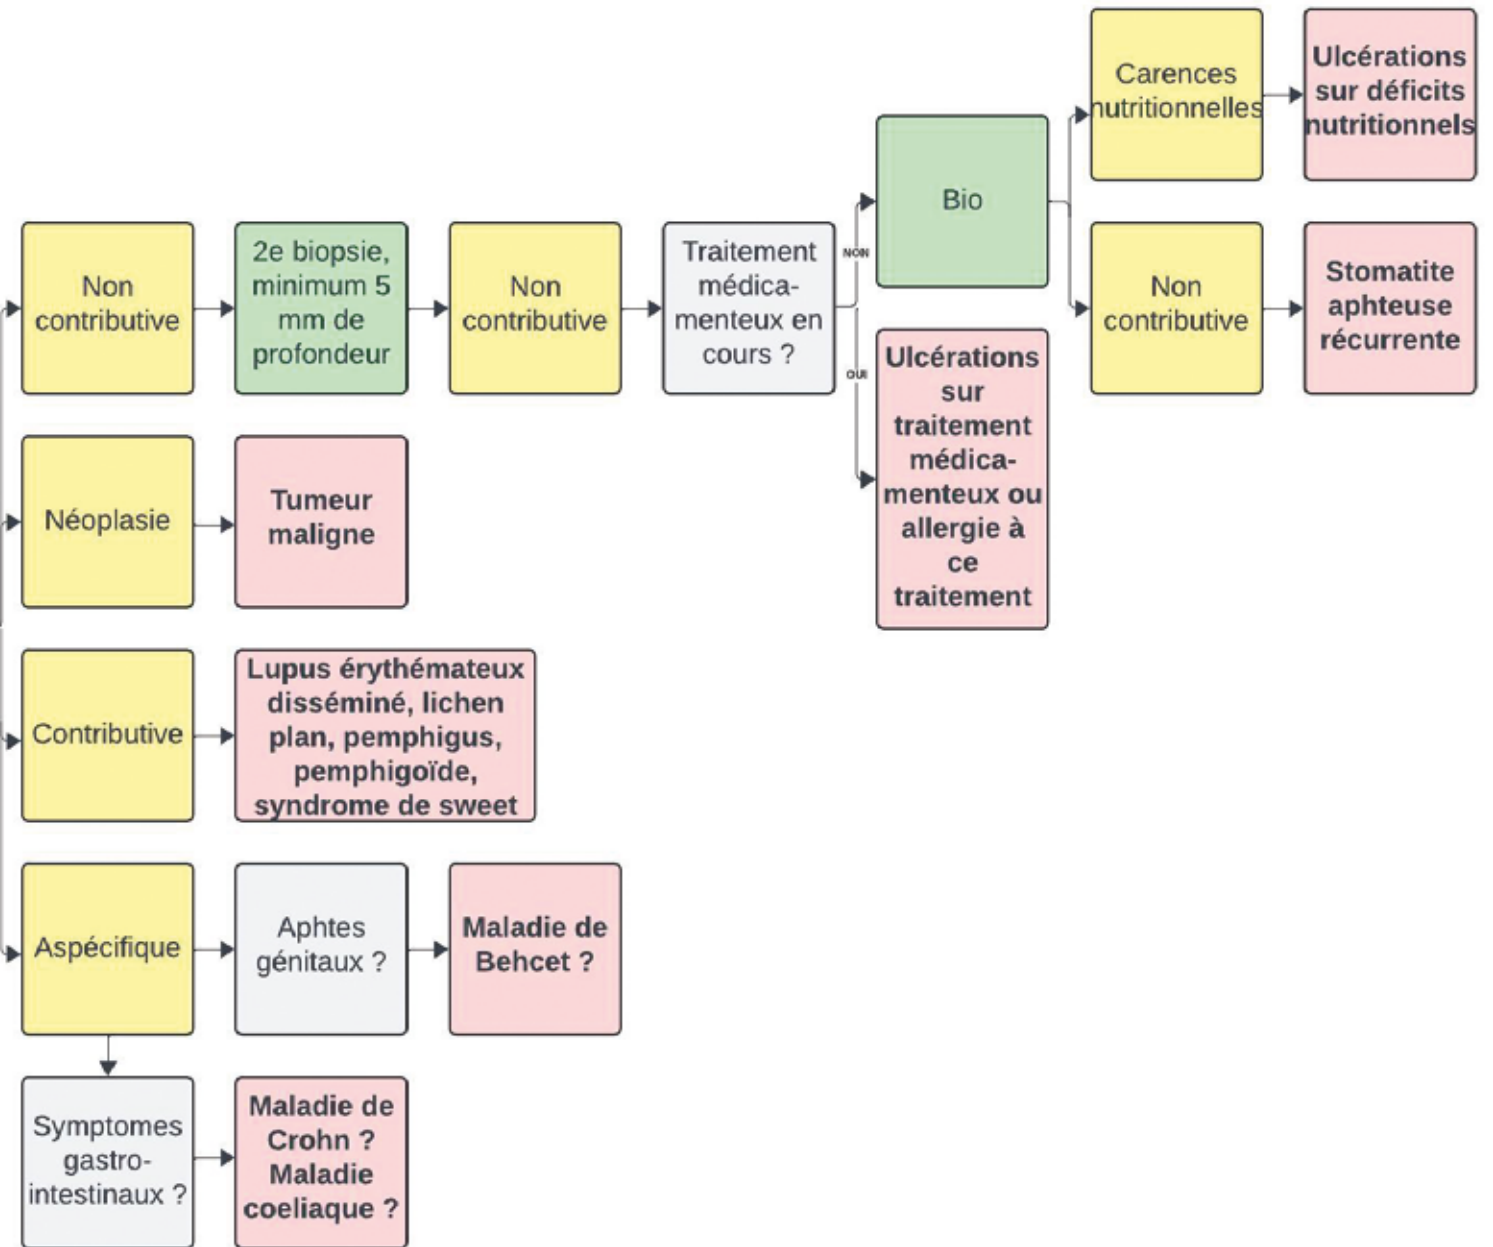 Carences
nutritionnelles
Ulcérations
sur déficits
nutritionnels
Bio
Non
contributive
2e biopsie,
minimum 5
mm de
profondeur
Non
contributive
Traitement
médica-
menteux en
cours ?
NON
OUI
Non
contributive
Stomatite
aphteuse
récurrente
Ulcérations
sur
traitement
médica-
menteux ou
allergie à
ce
traitement
Néoplasie
Tumeur
maligne
Contributive
Lupus érythémateux
disséminé, lichen
plan, pemphigus,
pemphigoïde,
syndrome de sweet
Aspécifique
Aphtes
génitaux ?
Maladie de
Behcet ?
Symptomes
gastro-
intestinaux ?
Maladie de
Crohn ?
Maladie
coeliaque ?